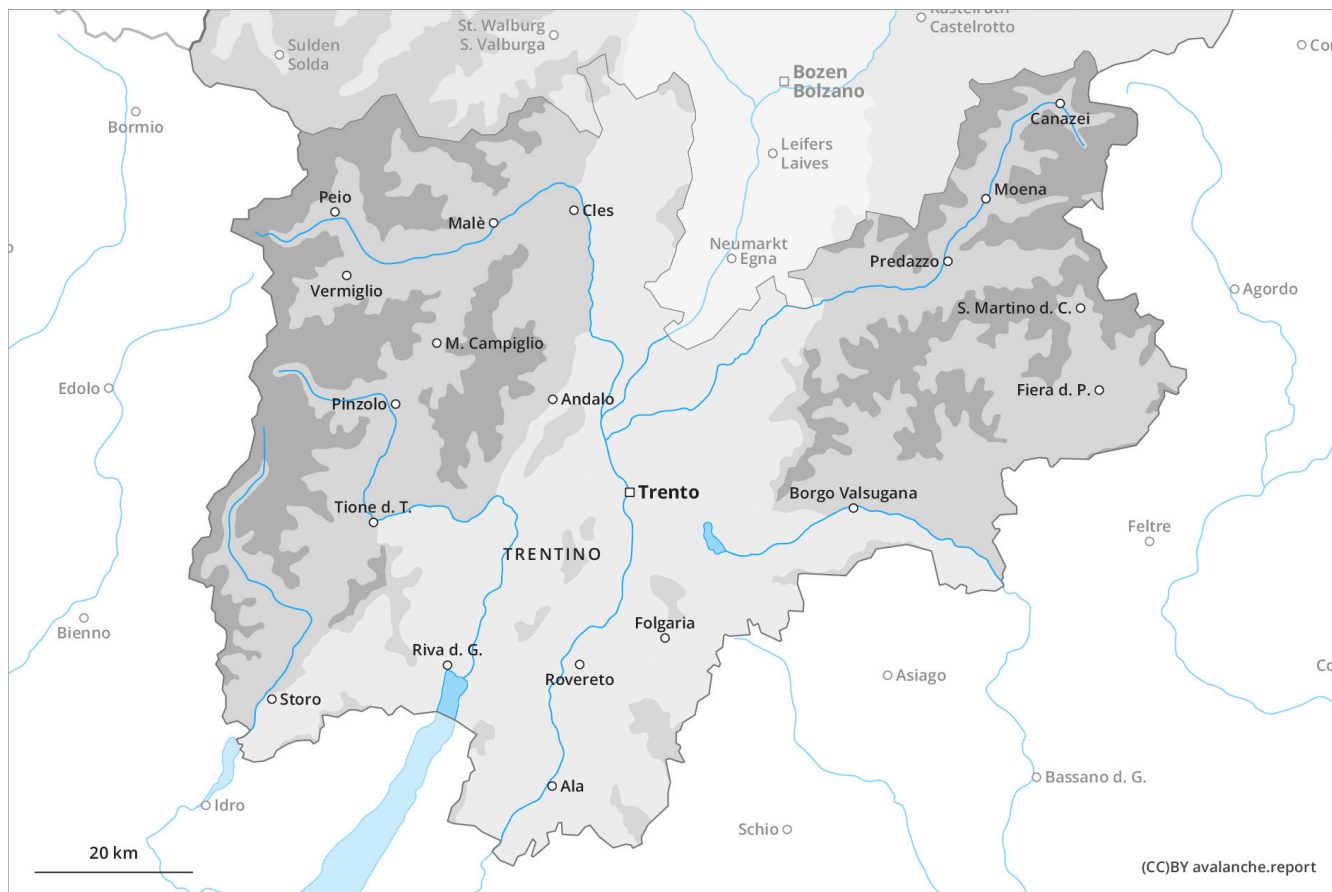 Kastelruth
Castelrotto
St. Walburg
S. Valburga
Sulden
Solda
Bozen
Bolzano
Bormio
Canazei
Leifers
Laives
Peio
Moena
Malè
Cles
Neumarkt
Egna
Predazzo
Vermiglio
Agordo
S. Martino d. C.
M. Campiglio
Edolo
Fiera d. P.
Pinzolo
Andalo
Trento
Borgo Valsugana
Tione d. T.
Feltre
TRENTINO
Bienno
Folgaria
Riva d. G.
Rovereto
Asiago
Storo
Bassano d. G.
Ala
Idro
Schio
20 km
(CC)BY avalanche.report